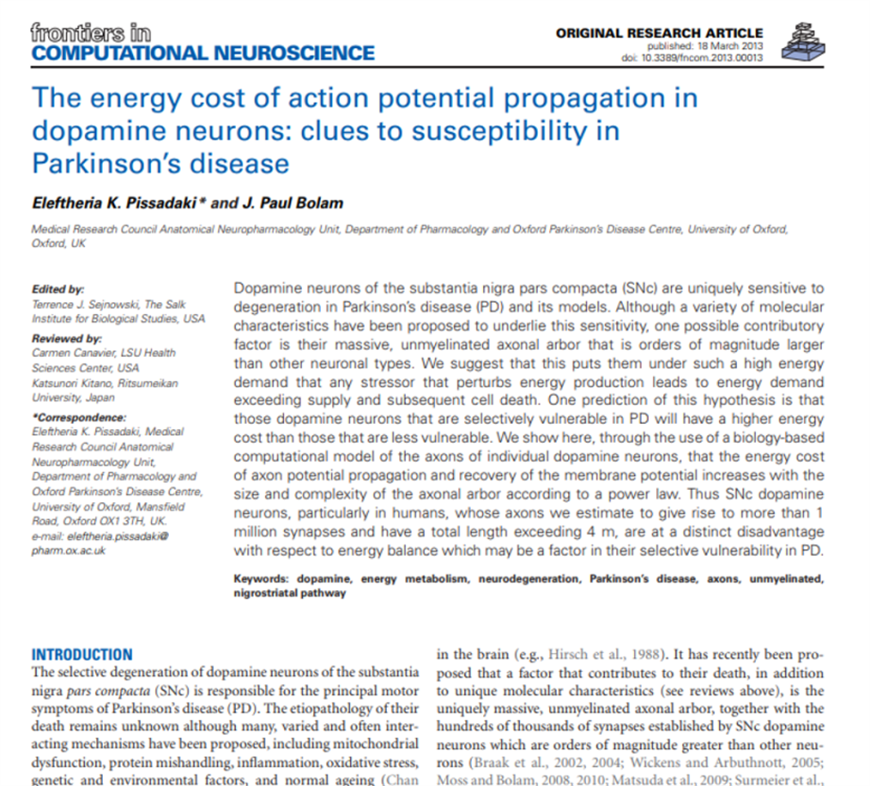 frontiers in
COMPUTATIONAL NEUROSCIENCE
ORIGINAL RESEARCH ARTICLE
published: 18 March 2013
doi: 10.3389/fncom.2013.00013
The energy cost of action potential propagation in
dopamine neurons: clues to susceptibility in
Parkinson's disease
Eleftheria K. Pissadaki* and J. Paul Bolam
Medical Research Council Anatomical Neuropharmacology Unit, Department of Pharmacology and Oxford Parkinson's Disease Centre, University of Oxford,
Oxford, UK
Edited by:
Terrence J. Sejnowski, The Salk
Institute for Biological Studies, USA
Reviewed by:
Carmen Canavier, LSU Health
Sciences Center, USA
Katsunori Kitano, Ritsumeikan
University, Japan
*Correspondence:
Eleftheria K. Pissadaki, Medical
Research Council Anatomical
Neuropharmacology Unit,
Department of Pharmacology and
Oxford Parkinson's Disease Centre,
University of Oxford, Mansfield
Road, Oxford OX1 3TH, UK.
e-mail: eleftheria.pissadaki@
pharm.ox.ac.uk
Dopamine neurons of the substantia nigra pars compacta (SNc) are uniquely sensitive to
degeneration in Parkinson's disease (PD) and its models. Although a variety of molecular
characteristics have been proposed to underlie this sensitivity, one possible contributory
factor is their massive, unmyelinated axonal arbor that is orders of magnitude larger
than other neuronal types. We suggest that this puts them under such a high energy
demand that any stressor that perturbs energy production leads to energy demand
exceeding supply and subsequent cell death. One prediction of this hypothesis is that
those dopamine neurons that are selectively vulnerable in PD will have a higher energy
cost than those that are less vulnerable. We show here, through the use of a biology-based
computational model of the axons of individual dopamine neurons, that the energy cost
of axon potential propagation and recovery of the membrane potential increases with the
size and complexity of the axonal arbor according to a power law. Thus SNc dopamine
neurons, particularly in humans, whose axons we estimate to give rise to more than 1
million synapses and have a total length exceeding 4 m, are at a distinct disadvantage
with respect to energy balance which may be a factor in their selective vulnerability in PD.
Keywords: dopamine, energy metabolism, neurodegeneration, Parkinson's disease, axons, unmyelinated,
nigrostriatal pathway
INTRODUCTION
The selective degeneration of dopamine neurons of the substantia
nigra pars compacta (SNc) is responsible for the principal motor
symptoms of Parkinson's disease (PD). The etiopathology of their
death remains unknown although many, varied and often inter-
acting mechanisms have been proposed, including mitochondrial
dysfunction, protein mishandling, inflammation, oxidative stress,
genetic and environmental factors, and normal ageing (Chan
in the brain (e.g., Hirsch et al., 1988). It has recently been pro-
posed that a factor that contributes to their death, in addition
to unique molecular characteristics (see reviews above), is the
uniquely massive, unmyelinated axonal arbor, together with the
hundreds of thousands of synapses established by SNc dopamine
neurons which are orders of magnitude greater than other neu-
rons (Braak et al., 2002, 2004; Wickens and Arbuthnott, 2005;
Moss and Bolam, 2008, 2010; Matsuda et al., 2009; Surmeier et al.,